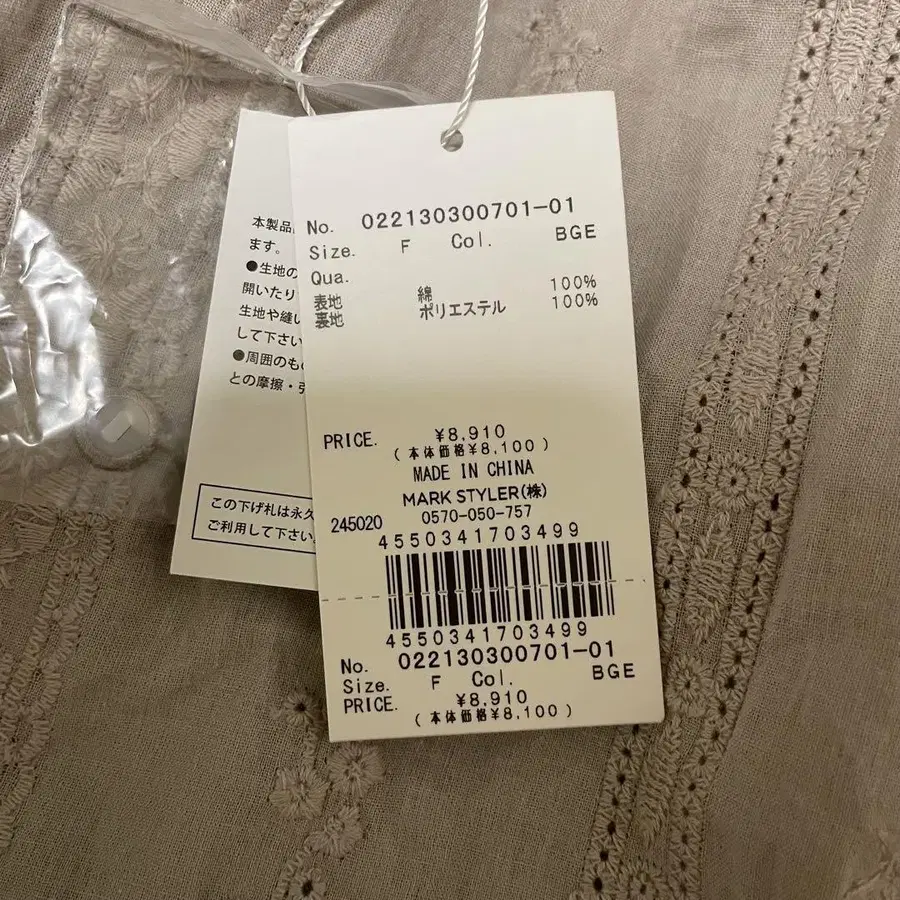 本製品
ます。
●生地の
開いたり
生地や縫い
して下さい
●周囲のもの
との摩擦・引
この下げ札は永久
ご利用して下さい。
No. 022130300701-01
Size. F Col. BGE
Qua.
表地 綿 100%
裏地 ポリエステル 100%
PRICE. ¥8,910
(本体価格¥8,100)
MADE IN CHINA
MARK STYLER(株)
245020 0570-050-757
4550341703499
4550341703499
No. 022130300701-01
Size. F Col. BGE
PRICE. ¥8,910
(本体価格¥8,100)